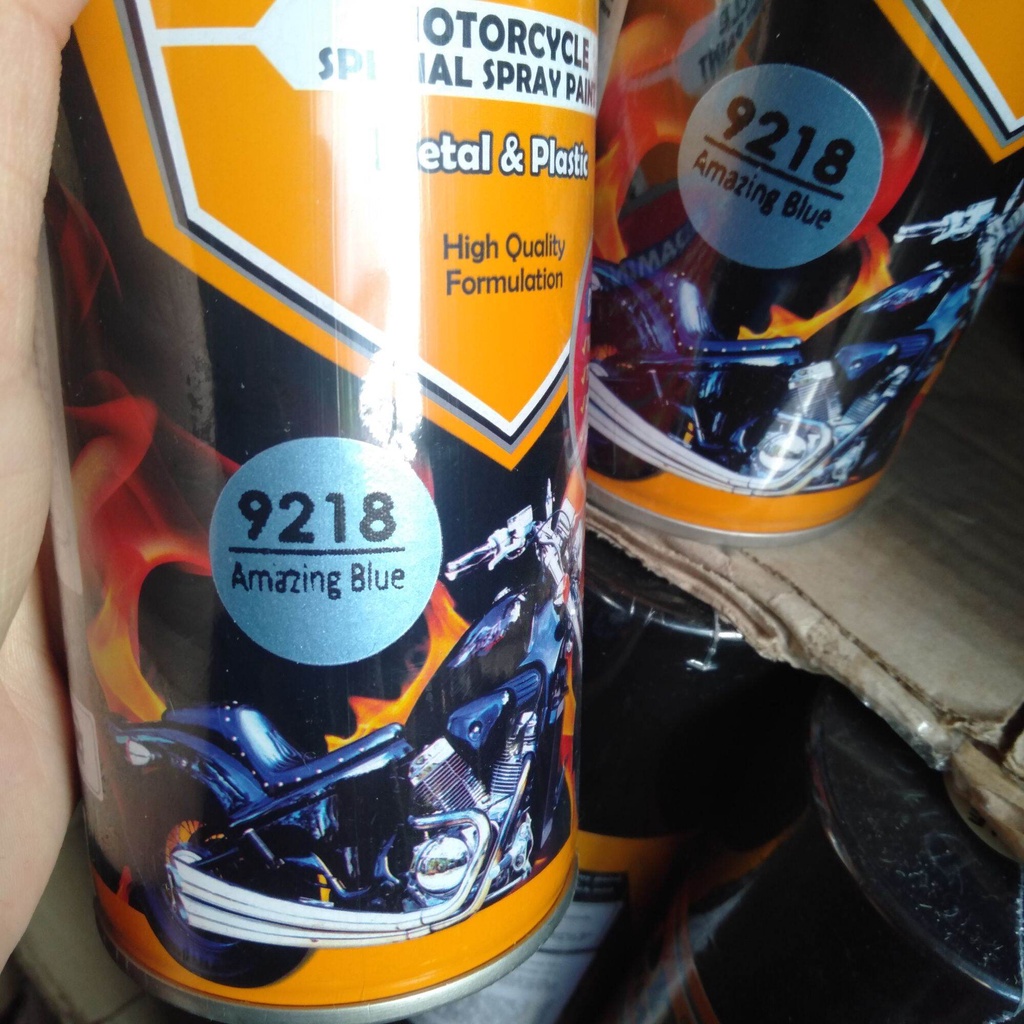 MOTORCYCLE
SPECIAL SPRAY PAINT
Metal & Plastic
High Quality
Formulation
9218
Amazing Blue
9218
Amazing Blue